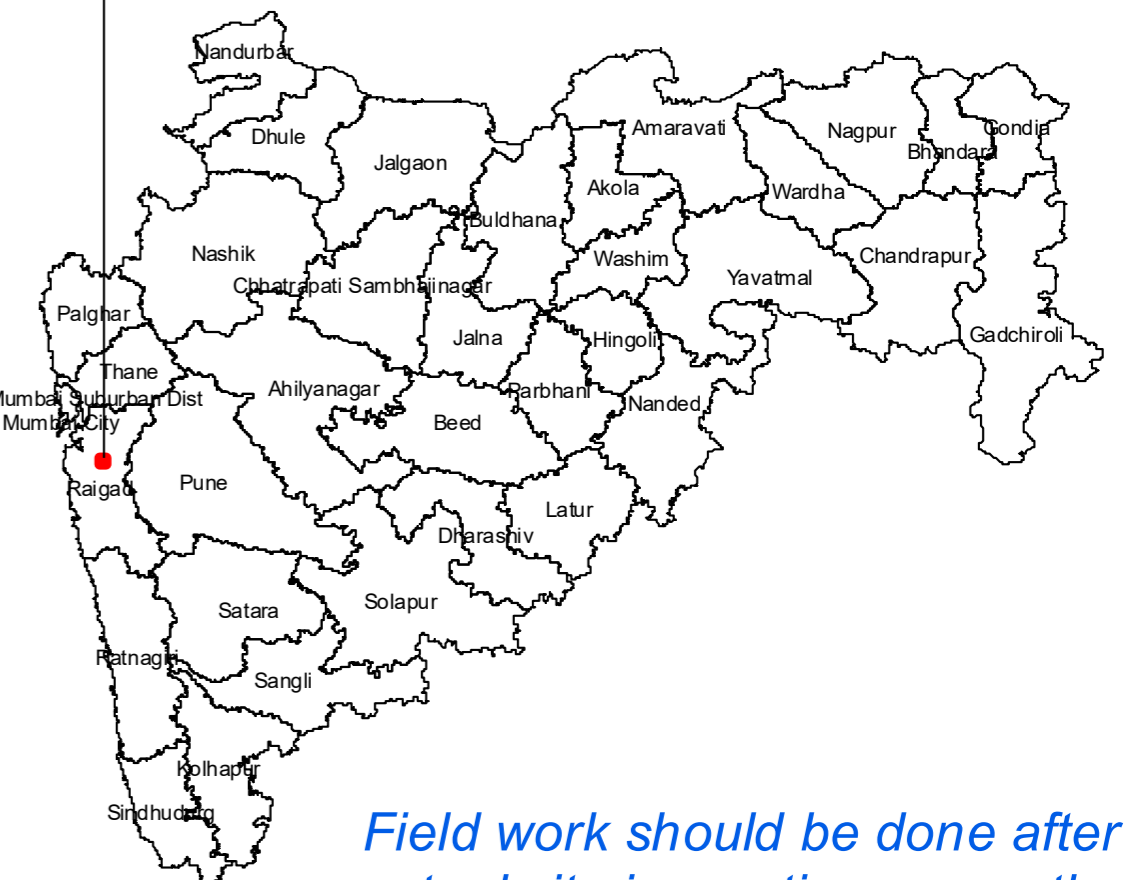 Nandurbar
Dhule
Jalgaon
Amaravati
Nagpur
Gondia
Bhandara
Akola
Wardha
Buldhana
Nashik
Washim
Chandrapur
Yavatmal
Chhatrapati Sambhajinagar
Palghar
Jalna
Hingoli
Gadchiroli
Thane
Ahilyanagar
Parbhani
Nanded
Mumbai Suburban Dist
Mumbai City
Beed
Raigad
Pune
Latur
Dharashiv
Solapur
Satara
Ratnagiri
Sangli
Kolhapur
Sindhudurg
Field work should be done after